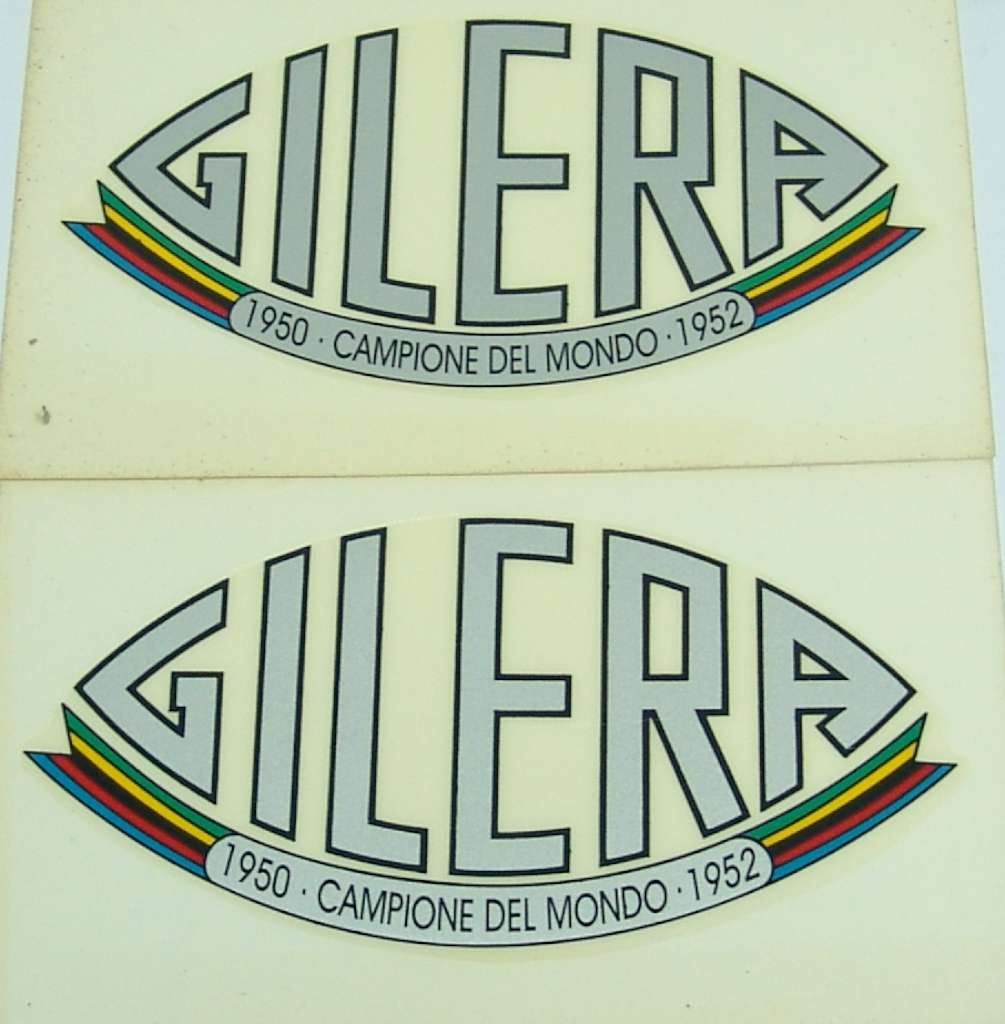 GILERA
1950 · CAMPIONE DEL MONDO · 1952
GILERA
1950 · CAMPIONE DEL MONDO · 1952